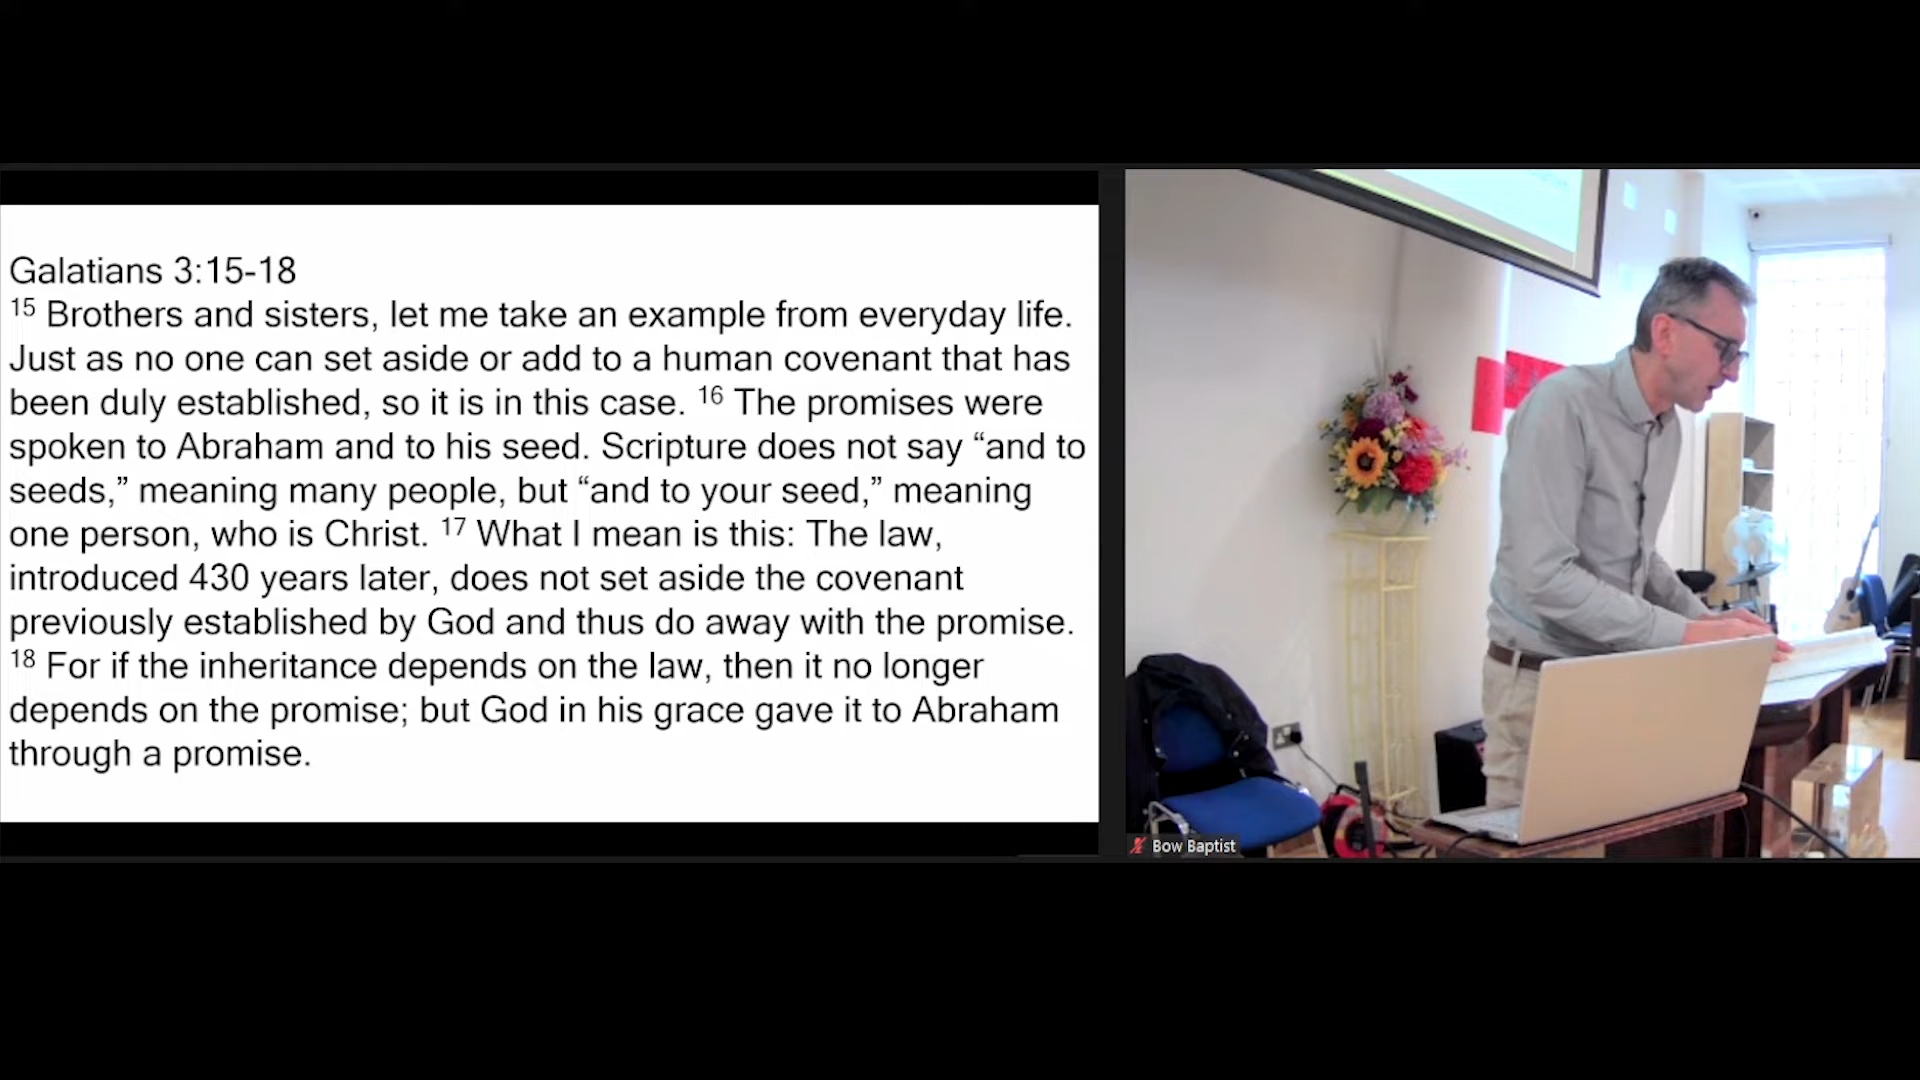 Galatians 3:15-18
15 Brothers and sisters, let me take an example from everyday life.
Just as no one can set aside or add to a human covenant that has
been duly established, so it is in this case. 16 The promises were
spoken to Abraham and to his seed. Scripture does not say “and to
seeds,” meaning many people, but “and to your seed,” meaning
one person, who is Christ. 17 What I mean is this: The law,
introduced 430 years later, does not set aside the covenant
previously established by God and thus do away with the promise.
18 For if the inheritance depends on the law, then it no longer
depends on the promise; but God in his grace gave it to Abraham
through a promise.
Bow Baptist